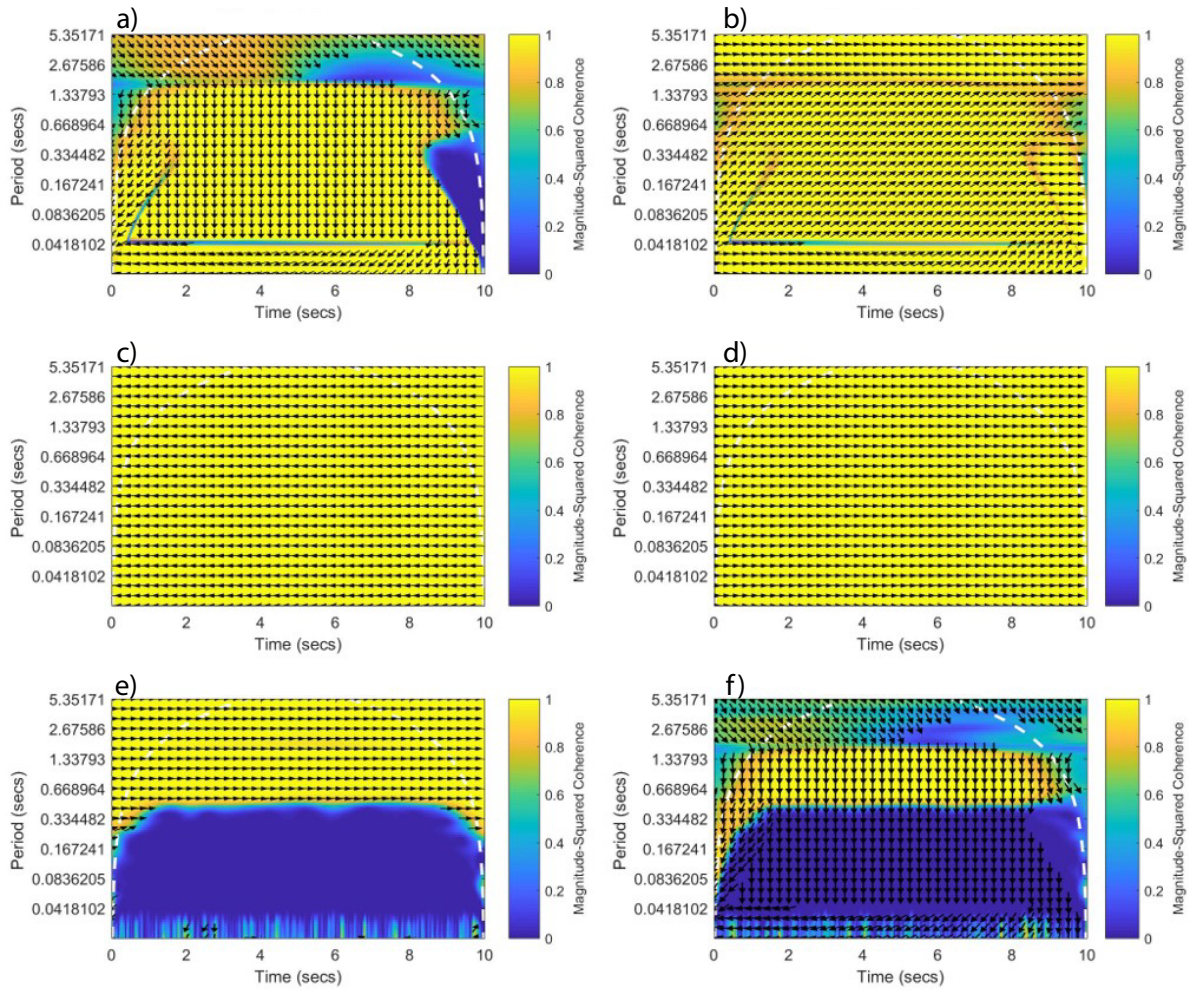 a)
5.35171
2.67586
1.33793
0.668964
0.334482
0.167241
0.0836205
0.0418102
Period (secs)
0 2 4 6 8 10
Time (secs)
1
0.8
0.6
0.4
0.2
0
Magnitude-Squared Coherence
b)
5.35171
2.67586
1.33793
0.668964
0.334482
0.167241
0.0836205
0.0418102
Period (secs)
0 2 4 6 8 10
Time (secs)
1
0.8
0.6
0.4
0.2
0
Magnitude-Squared Coherence
c)
5.35171
2.67586
1.33793
0.668964
0.334482
0.167241
0.0836205
0.0418102
Period (secs)
0 2 4 6 8 10
Time (secs)
1
0.8
0.6
0.4
0.2
0
Magnitude-Squared Coherence
d)
5.35171
2.67586
1.33793
0.668964
0.334482
0.167241
0.0836205
0.0418102
Period (secs)
0 2 4 6 8 10
Time (secs)
1
0.8
0.6
0.4
0.2
0
Magnitude-Squared Coherence
e)
5.35171
2.67586
1.33793
0.668964
0.334482
0.167241
0.0836205
0.0418102
Period (secs)
0 2 4 6 8 10
Time (secs)
1
0.8
0.6
0.4
0.2
0
Magnitude-Squared Coherence
f)
5.35171
2.67586
1.33793
0.668964
0.334482
0.167241
0.0836205
0.0418102
Period (secs)
0 2 4 6 8 10
Time (secs)
1
0.8
0.6
0.4
0.2
0
Magnitude-Squared Coherence